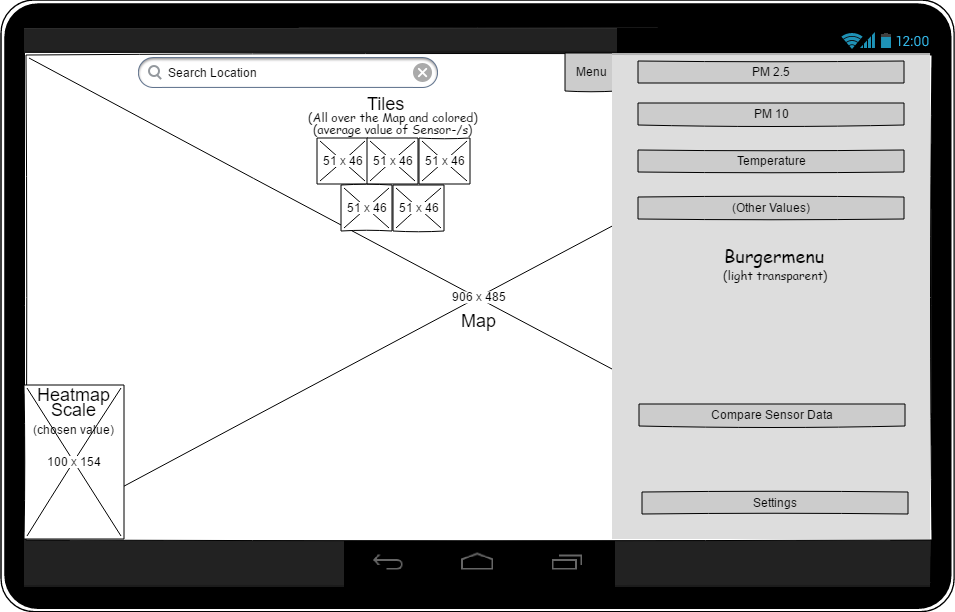 12:00
Search Location
Menu
PM 2.5
Tiles
(All over the Map and colored)
(average value of Sensor-/s)
PM 10
51 x 46
51 x 46
51 x 46
Temperature
51 x 46
51 x 46
(Other Values)
Burgermenu
(light transparent)
906 x 485
Map
Heatmap
Scale
(chosen value)
100 x 154
Compare Sensor Data
Settings